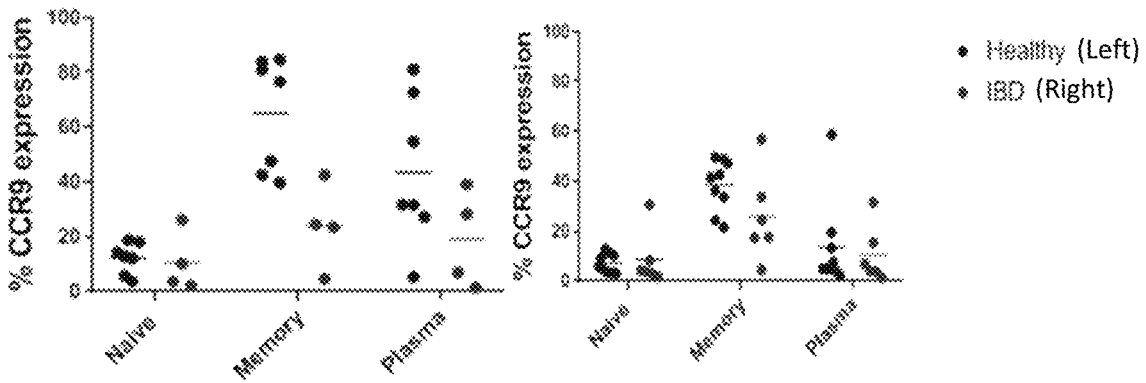 % CCR9 expression
100
80
60
40
20
0
Naive
Memory
Plasma
% CCR9 expression
100
80
60
40
20
0
Naive
Memory
Plasma
Healthy (Left)
IBD (Right)